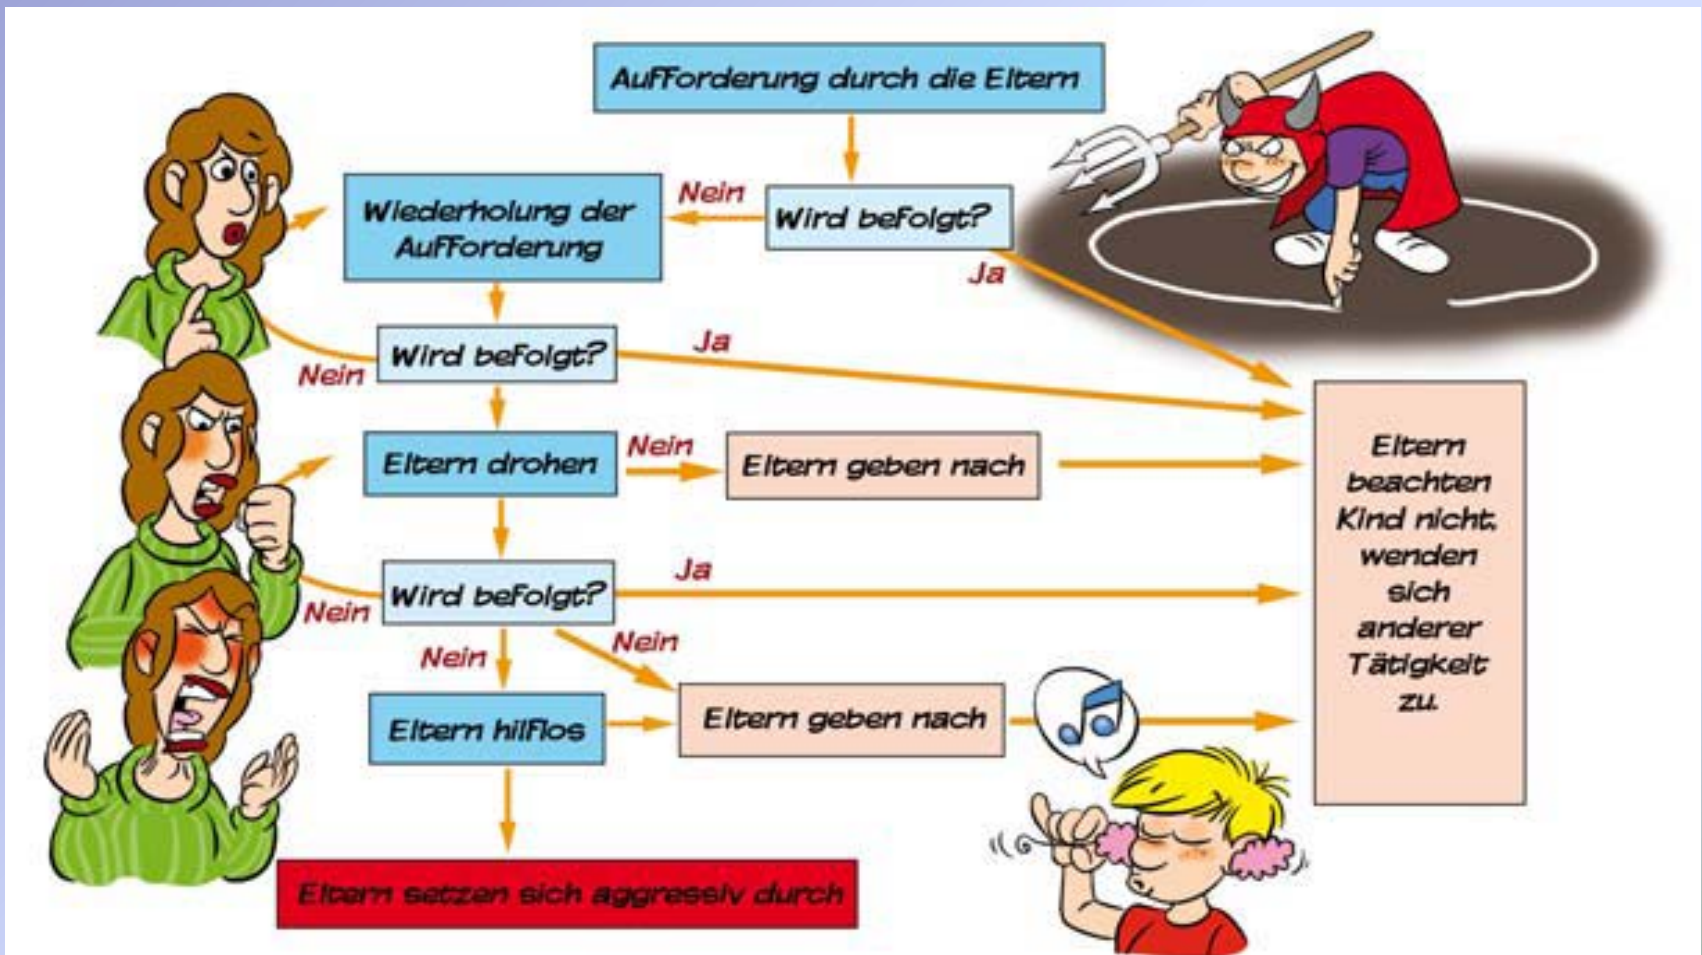 Aufforderung durch die Eltern
Wird befolgt?
Nein
Ja
Wiederholung der
Aufforderung
Wird befolgt?
Nein
Ja
Eltern drohen
Nein
Eltern geben nach
Wird befolgt?
Nein
Ja
Nein
Nein
Eltern hilflos
Eltern geben nach
Eltern setzen sich aggressiv durch
Eltern
beachten
Kind nicht,
wenden
sich
anderer
Tätigkeit
zu.